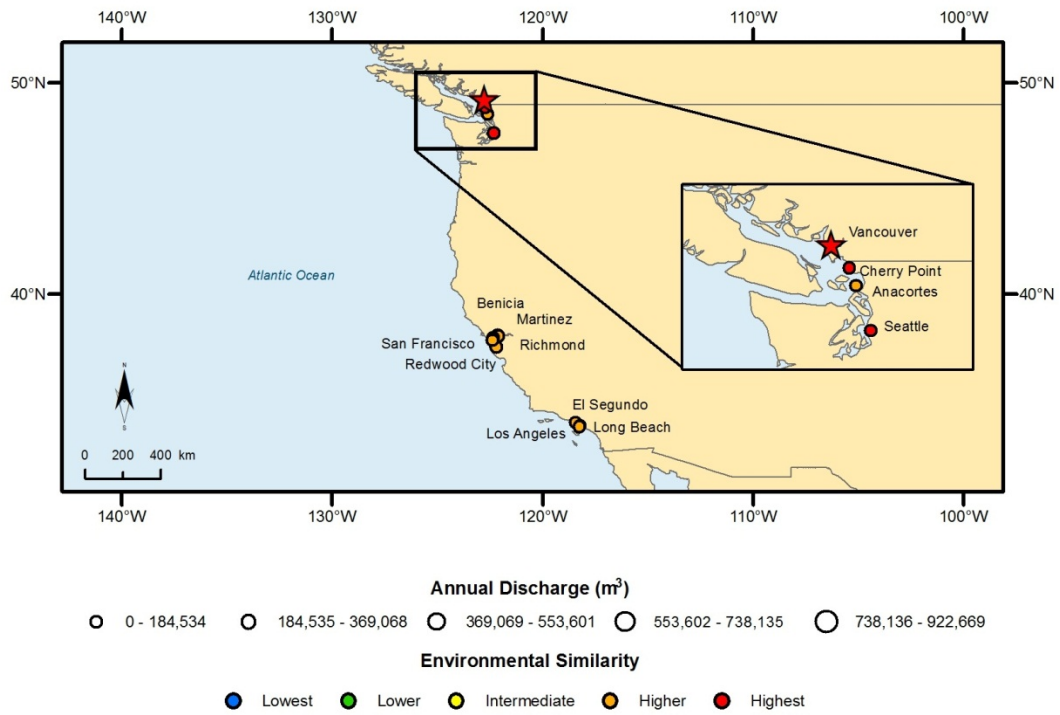 140°W 130°W 120°W 110°W 100°W
50°N 50°N
Vancouver
Cherry Point
Atlantic Ocean
Anacortes
40°N 40°N
Benicia
Martinez
Seattle
San Francisco Richmond
Redwood City
N
El Segundo
Los Angeles Long Beach
S
0 200 400 km
140°W 130°W 120°W 110°W 100°W
Annual Discharge (m³)
0 - 184,534 184,535 - 369,068 369,069 - 553,601 553,602 - 738,135 738,136 - 922,669
Environmental Similarity
Lowest Lower Intermediate Higher Highest